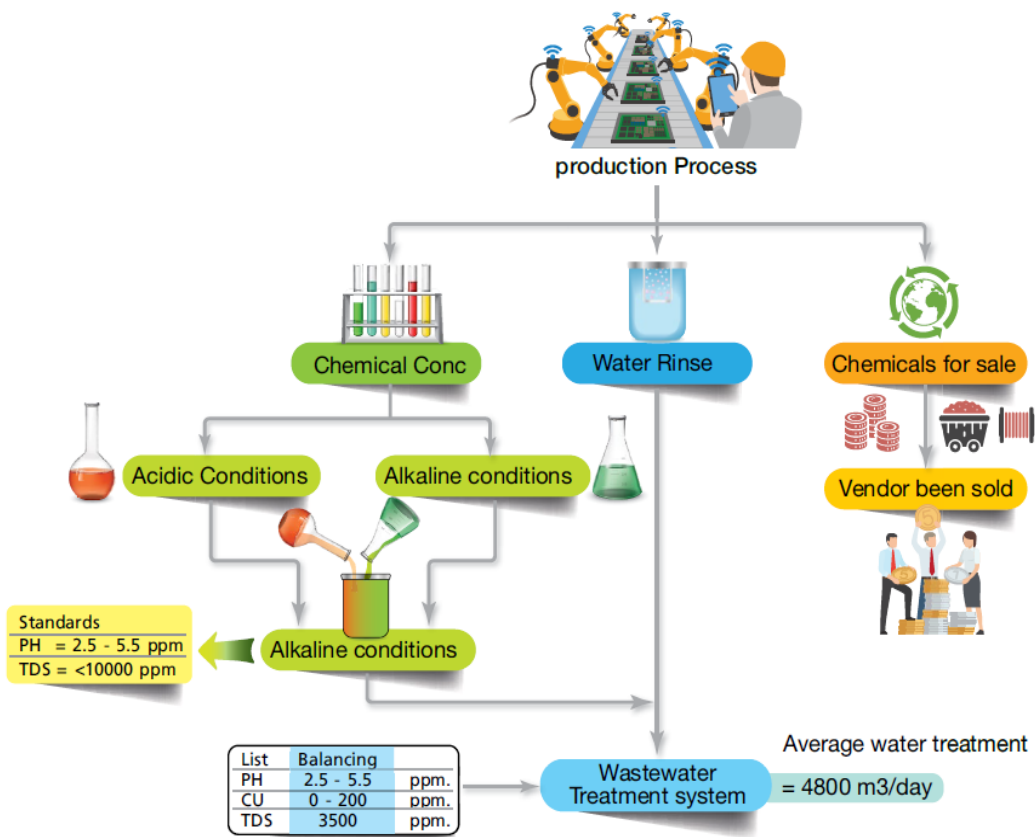 production Process
Chemical Conc
Water Rinse
Chemicals for sale
Acidic Conditions
Alkaline conditions
Vendor been sold
Standards
PH = 2.5 - 5.5 ppm
TDS = <10000 ppm
Alkaline conditions
List Balancing
PH 2.5 - 5.5 ppm.
CU 0 - 200 ppm.
TDS 3500 ppm.
Wastewater
Treatment system
Average water treatment
= 4800 m3/day